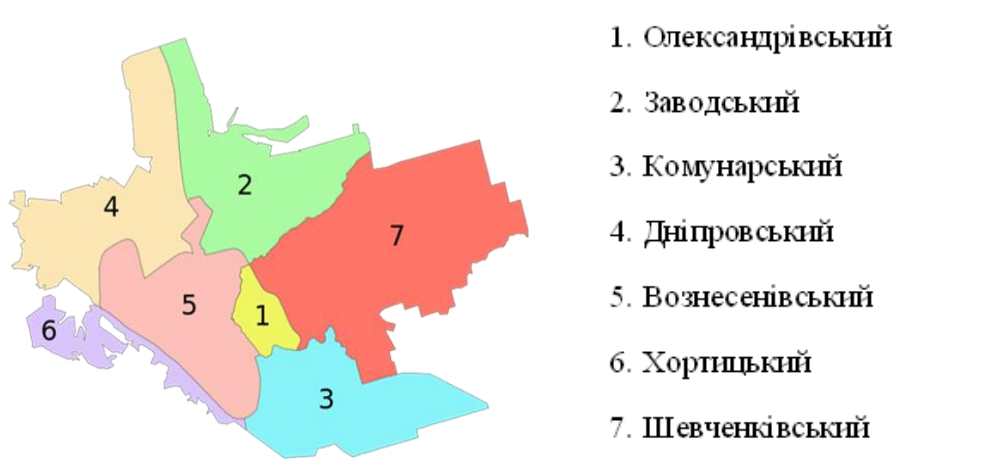 1. Олександрівський
2. Заводський
3. Комунарський
4. Дніпровський
5. Вознесенівський
6. Хортицький
7. Шевченківський
2
4
7
5
1
6
3